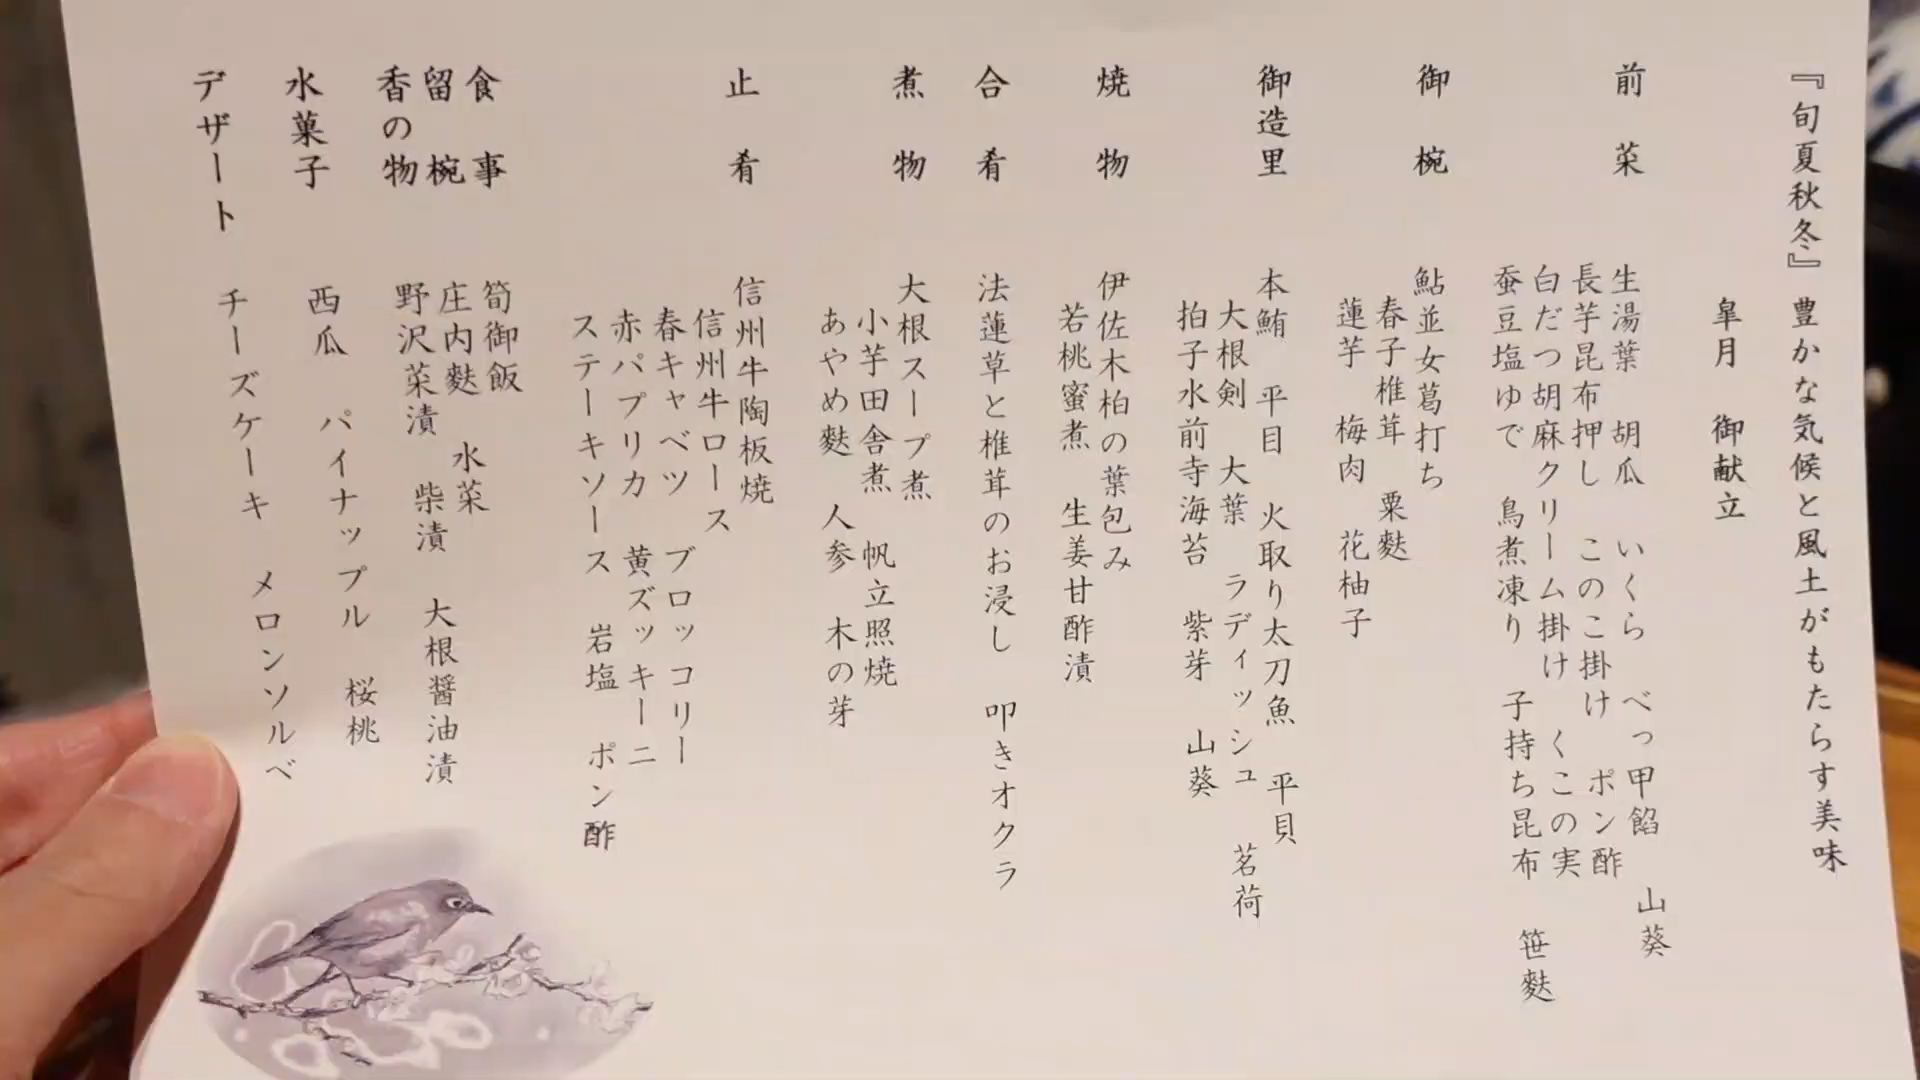 『旬夏秋冬』 豊かな気候と風土がもたらす美味
皐月 御献立
前菜 生湯葉 胡瓜 いくら べっ甲餡 山葵
長芋昆布押し このこ掛け ポン酢
白だつ胡麻クリーム掛け くこの実
蚕豆塩ゆで 鳥煮凍り 子持ち昆布 笹麩
御椀 鮎並女葛打ち
春子椎茸 粟麩
蓮芋 梅肉 花柚子
御造里 本鮪 平目 火取り太刀魚 平貝
大根剣 大葉 ラディッシュ 茗荷
拍子水前寺海苔 紫芽 山葵
焼物 伊佐木柏の葉包み
若桃蜜煮 生姜甘酢漬
合肴 法蓮草と椎茸のお浸し 叩きオクラ
煮物 大根スープ煮
小芋田舎煮 帆立照焼
あやめ麩 人参 木の芽
止肴 信州牛陶板焼
信州牛ロース
春キャベツ ブロッコリー
赤パプリカ 黄ズッキーニ
ステーキソース 岩塩 ポン酢
食事 筍御飯
留椀 庄内麩 水菜
香の物 野沢菜漬 柴漬 大根醤油漬
水菓子 西瓜 パイナップル 桜桃
デザート チーズケーキ メロンソルベ